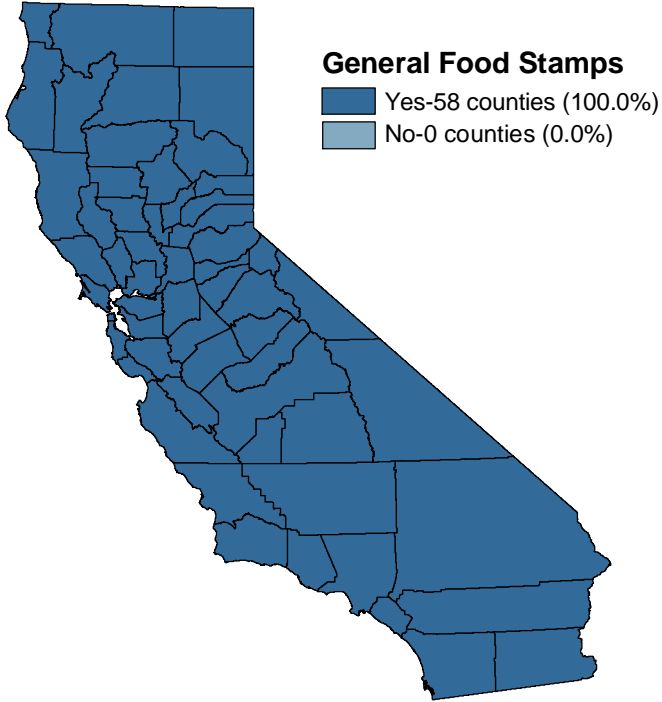 General Food Stamps
Yes-58 counties (100.0%)
No-0 counties (0.0%)